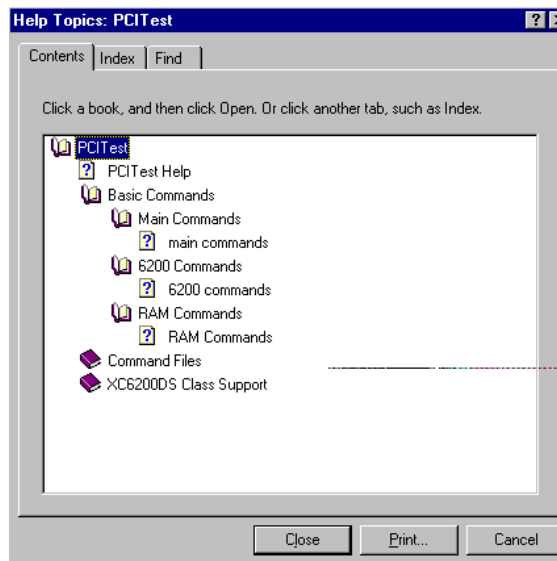 Help Topics: PCITest
Contents
Index
Find
Click a book, and then click Open. Or click another tab, such as Index.
PCITest
PCITest Help
Basic Commands
Main Commands
main commands
6200 Commands
6200 commands
RAM Commands
RAM Commands
Command Files
XC6200DS Class Support
Close
Print...
Cancel